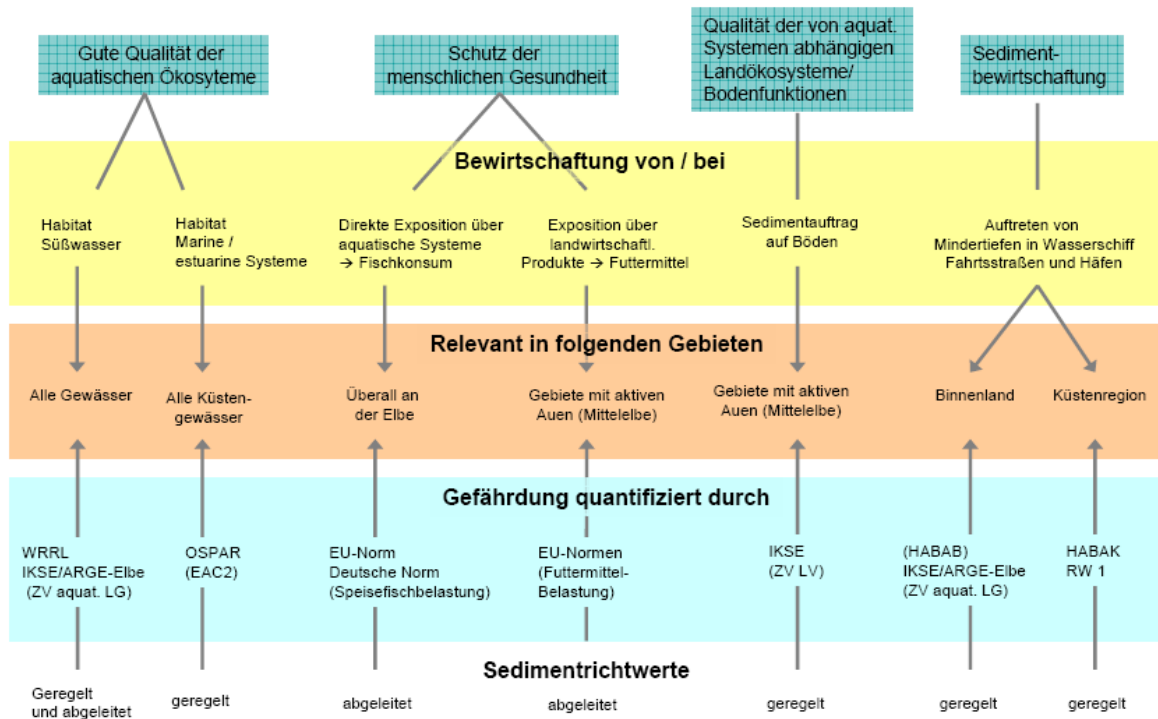 Gute Qualität der
aquatischen Ökosyteme
Schutz der
menschlichen Gesundheit
Qualität der von aquat.
Systemen abhängigen
Landökosysteme/
Bodenfunktionen
Sediment-
bewirtschaftung
Bewirtschaftung von / bei
Habitat
Süßwasser
Habitat
Marine /
estuarine Systeme
Direkte Exposition über
aquatische Systeme
→ Fischkonsum
Exposition über
landwirtschaftl.
Produkte → Futtermittel
Sedimentauftrag
auf Böden
Auftreten von
Mindertiefen in Wasserschiff
Fahrtsstraßen und Häfen
Relevant in folgenden Gebieten
Alle Gewässer
Alle Küsten-
gewässer
Überall an
der Elbe
Gebiete mit aktiven
Auen (Mittelelbe)
Gebiete mit aktiven
Auen (Mittelelbe)
Binnenland
Küstenregion
Gefährdung quantifiziert durch
WRRL
IKSE/ARGE-Elbe
(ZV aquat. LG)
OSPAR
(EAC2)
EU-Norm
Deutsche Norm
(Speisefischbelastung)
EU-Normen
(Futtermittel-
Belastung)
IKSE
(ZV LV)
(HABAB)
IKSE/ARGE-Elbe
(ZV aquat. LG)
HABAK
RW 1
Sedimentrichtwerte
Geregelt
und abgeleitet
geregelt
abgeleitet
abgeleitet
geregelt
geregelt
geregelt